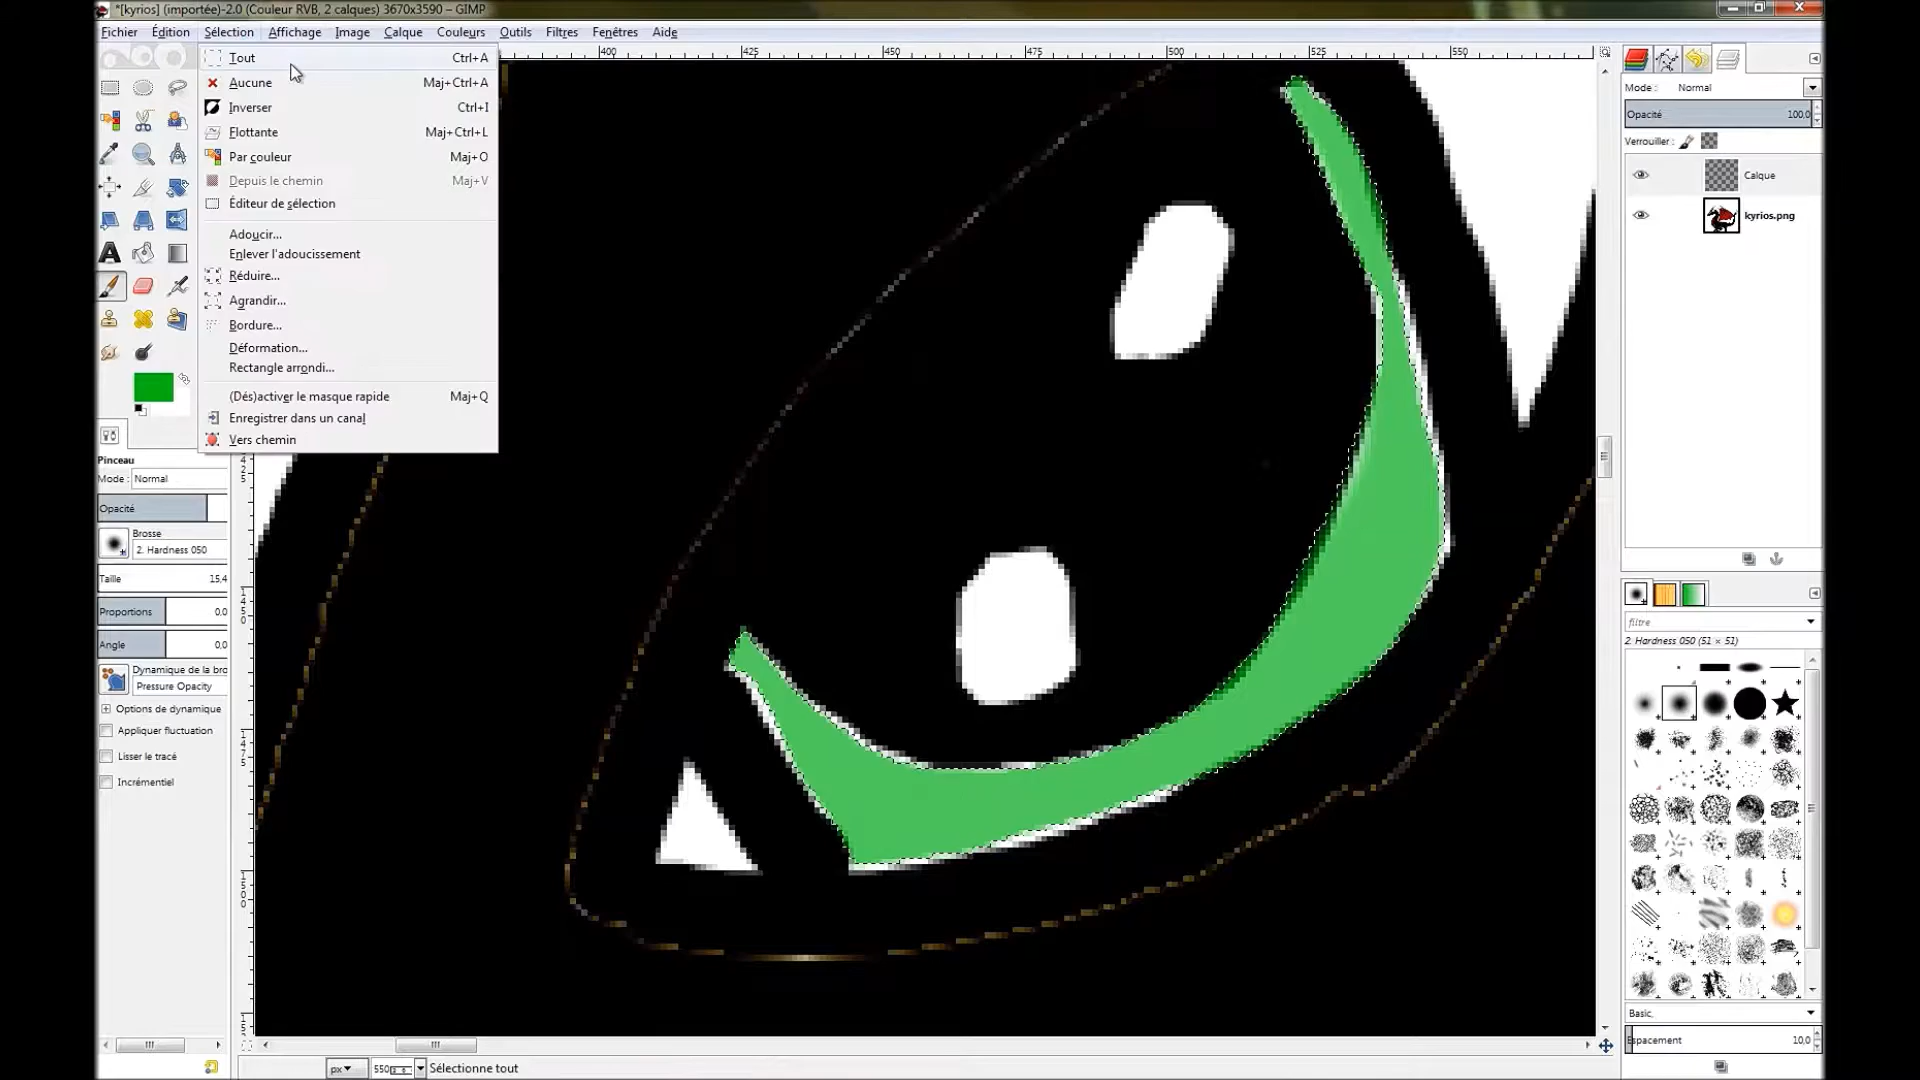 *[kyrios] (importée)-2.0 (Couleur RVB, 2 calques) 3670x3590 – GIMP
Fichier Édition Sélection Affichage Image Calque Couleurs Outils Filtres Fenêtres Aide
Tout Ctrl+A
Aucune Maj+Ctrl+A
Inverser Ctrl+I
Flottante Maj+Ctrl+L
Par couleur Maj+O
Depuis le chemin Maj+V
Éditeur de sélection
Adoucir...
Enlever l'adoucissement
Réduire...
Agrandir...
Bordure...
Déformation...
Rectangle arrondi...
(Dés)activer le masque rapide Maj+Q
Enregistrer dans un canal
Vers chemin
400 425 450 475 500 525 550
Pinceau
Mode : Normal
Opacité
Brosse
2. Hardness 050
Taille 15,4
Proportions 0,0
Angle 0,0
Dynamique de la bro
Pressure Opacity
Options de dynamique
Appliquer fluctuation
Lisser le tracé
Incrémentiel
Mode : Normal
Opacité 100,0
Verrouiller :
Calque
kyrios.png
filtre
2. Hardness 050 (51 × 51)
Basic,
Espacement 10,0
px 550 Sélectionne tout